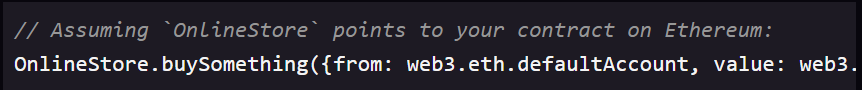 // Assuming `OnlineStore` points to your contract on Ethereum:
OnlineStore.buySomething({from: web3.eth.defaultAccount, value: web3.